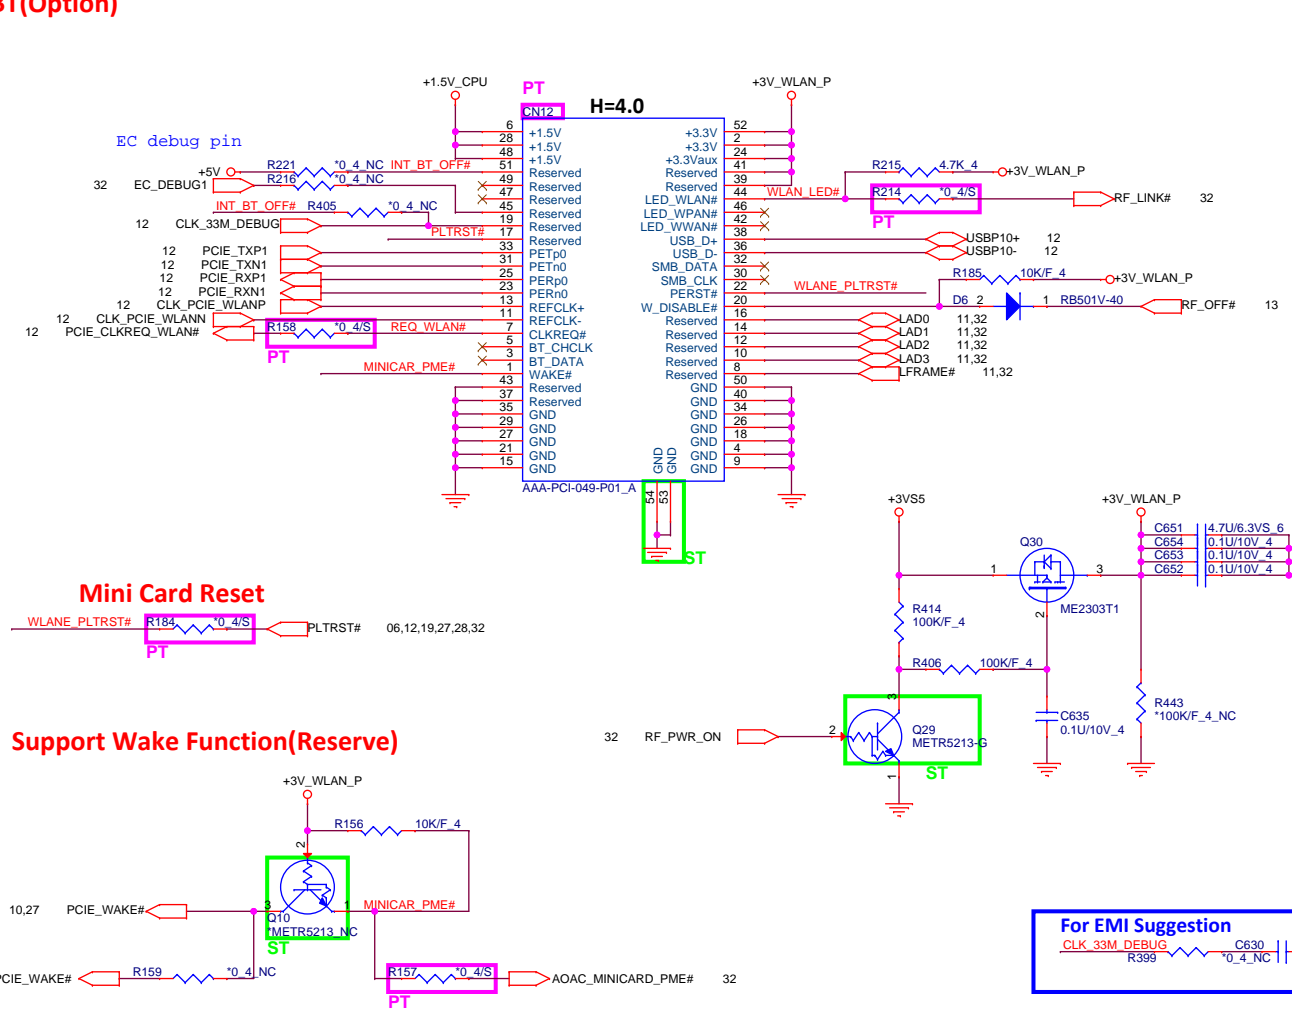 BT(Option)
+1.5V_CPU
PT
CN12
H=4.0
+3V_WLAN_P
EC debug pin
6 +1.5V
28 +1.5V
48 +1.5V
+5V R221 *0_4_NC INT_BT_OFF# 51 Reserved
32 EC_DEBUG1 R216 *0_4_NC 49 Reserved
47 Reserved
INT_BT_OFF# R405 *0_4_NC 45 Reserved
12 CLK_33M_DEBUG 19 Reserved
PLTRST# 17 Reserved
12 PCIE_TXP1 33 PETp0
12 PCIE_TXN1 31 PETn0
12 PCIE_RXP1 25 PERp0
12 PCIE_RXN1 23 PERn0
12 CLK_PCIE_WLANP 13 REFCLK+
12 CLK_PCIE_WLANN 11 REFCLK-
12 PCIE_CLKREQ_WLAN# R158 *0_4/S REQ_WLAN# 7 CLKREQ#
PT
5 BT_CHCLK
3 BT_DATA
MINICAR_PME# 1 WAKE#
43 Reserved
37 Reserved
35 GND
29 GND
27 GND
21 GND
15 GND
+3.3V 52
+3.3V 2
+3.3Vaux 24
Reserved 41 R215 4.7K_4 +3V_WLAN_P
Reserved 39
LED_WLAN# 44 WLAN_LED# R214 *0_4/S RF_LINK# 32
PT
LED_WPAN# 46
LED_WWAN# 42
USB_D+ 38 USBP10+ 12
USB_D- 36 USBP10- 12
SMB_DATA 32
SMB_CLK 30 R185 10K/F_4 +3V_WLAN_P
PERST# 22 WLANE_PLTRST#
W_DISABLE# 20 D6 2 1 RB501V-40 RF_OFF# 13
Reserved 16 LAD0 11,32
Reserved 14 LAD1 11,32
Reserved 12 LAD2 11,32
Reserved 10 LAD3 11,32
Reserved 8 LFRAME# 11,32
GND 50
GND 40
GND 34
GND 26
GND 18
GND 4
GND 9
GND GND
AAA-PCI-049-P01_A
54 53
ST
+3VS5
+3V_WLAN_P
Q30
1 3
2
ME2303T1
C651 4.7U/6.3VS_6
C654 0.1U/10V_4
C653 0.1U/10V_4
C652 0.1U/10V_4
R414
100K/F_4
R406 100K/F_4
C635
0.1U/10V_4
R443
*100K/F_4_NC
32 RF_PWR_ON 2
3
Q29
METR5213-G
1
ST
Mini Card Reset
WLANE_PLTRST# R184 *0_4/S PLTRST# 06,12,19,27,28,32
PT
Support Wake Function(Reserve)
+3V_WLAN_P
R156 10K/F_4
2
10,27 PCIE_WAKE# 3 1 MINICAR_PME#
Q10
*METR5213_NC
ST
PCIE_WAKE# R159 *0_4_NC
R157 *0_4/S AOAC_MINICARD_PME# 32
PT
For EMI Suggestion
CLK_33M_DEBUG R399 *0_4_NC C630